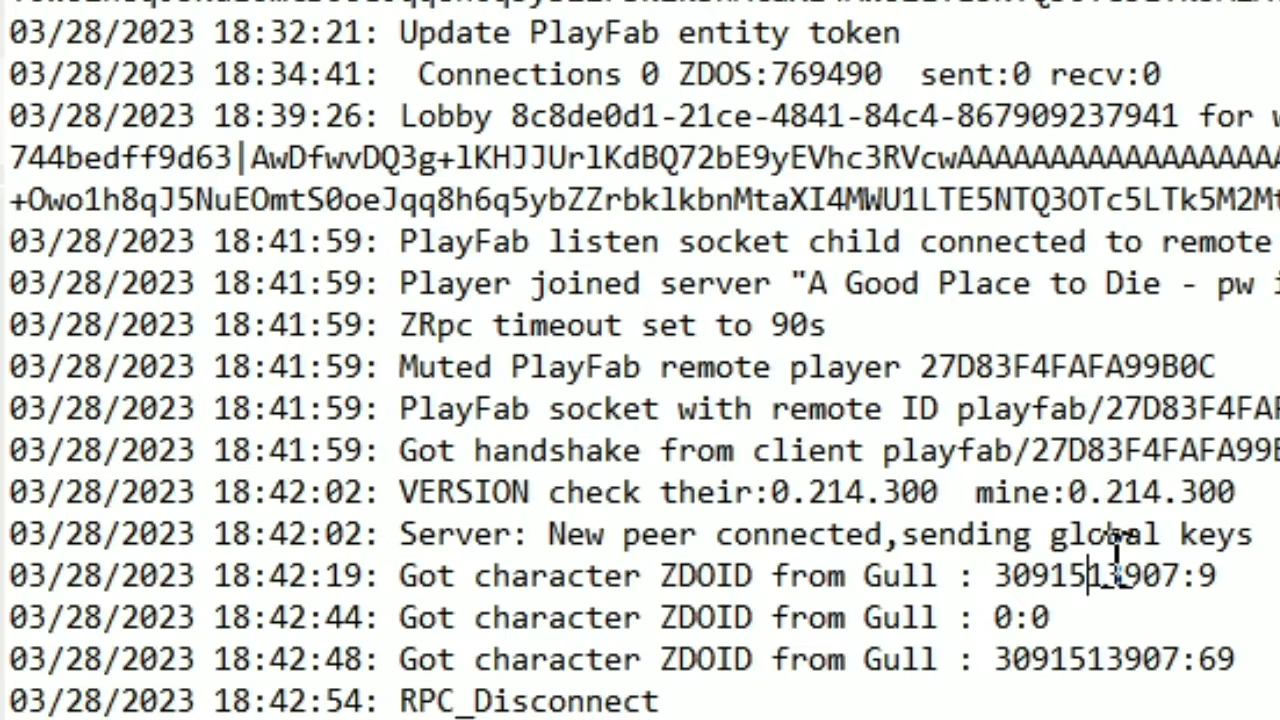 03/28/2023 18:32:21: Update PlayFab entity token
03/28/2023 18:34:41:  Connections 0 ZDOS:769490  sent:0 recv:0
03/28/2023 18:39:26: Lobby 8c8de0d1-21ce-4841-84c4-867909237941 for
744bedff9d63|AwDfwvDQ3g+lKHJJUrlKdBQ72bE9yEVhc3RVcwAAAAAAAAAAAAAAAAAA
+Owo1h8qJ5NuEOmtS0oeJqq8h6q5ybZZrbklkbnMtaXI4MWU1LTE5NTQ3OTc5LTk5M2Mt
03/28/2023 18:41:59: PlayFab listen socket child connected to remote
03/28/2023 18:41:59: Player joined server "A Good Place to Die - pw
03/28/2023 18:41:59: ZRpc timeout set to 90s
03/28/2023 18:41:59: Muted PlayFab remote player 27D83F4FAFA99B0C
03/28/2023 18:41:59: PlayFab socket with remote ID playfab/27D83F4FAF
03/28/2023 18:41:59: Got handshake from client playfab/27D83F4FAFA99B
03/28/2023 18:42:02: VERSION check their:0.214.300  mine:0.214.300
03/28/2023 18:42:02: Server: New peer connected,sending global keys
03/28/2023 18:42:19: Got character ZDOID from Gull : 3091513907:9
03/28/2023 18:42:44: Got character ZDOID from Gull : 0:0
03/28/2023 18:42:48: Got character ZDOID from Gull : 3091513907:69
03/28/2023 18:42:54: RPC_Disconnect